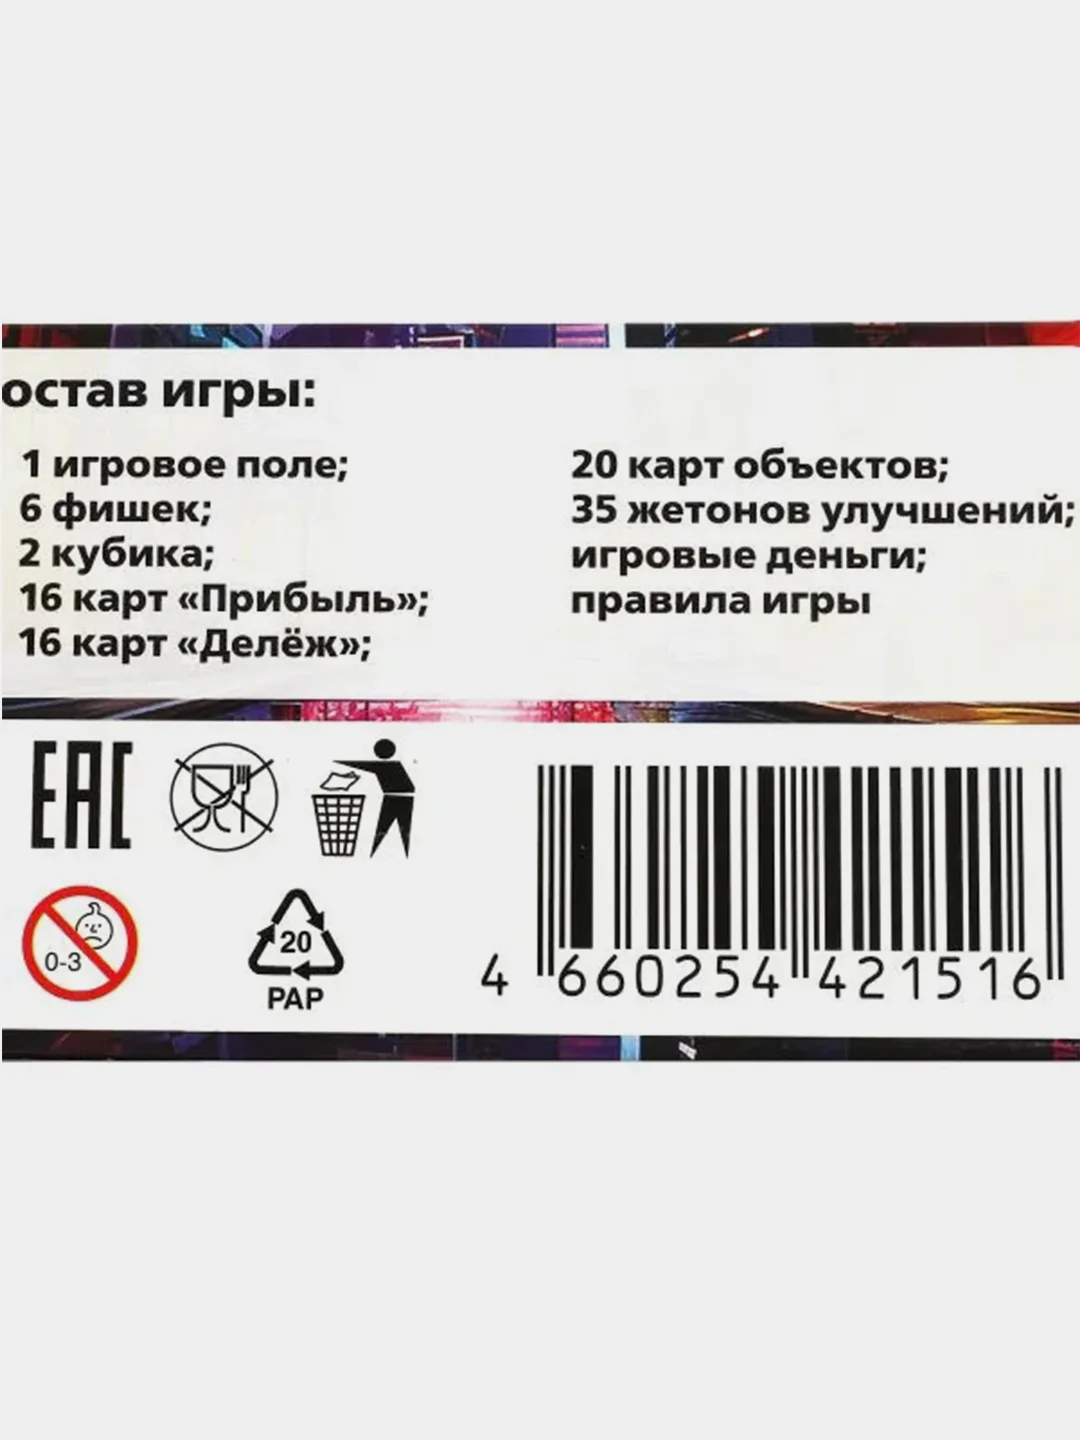 остав игры:
1 игровое поле;
6 фишек;
2 кубика;
16 карт «Прибыль»;
16 карт «Делёж»;
20 карт объектов;
35 жетонов улучшений;
игровые деньги;
правила игры
ЕАС
0-3
20
PAP
4 660254 421516